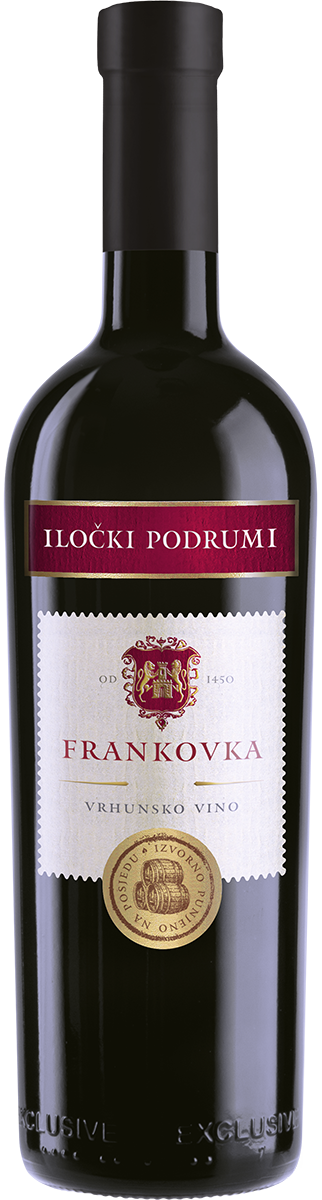 ILOČKI PODRUMI
OD 1450
FRANKOVKA
VRHUNSKO VINO
IZVORNO PUNJENO NA POSJEDU
EXCLUSIVE EXCLUSIVE